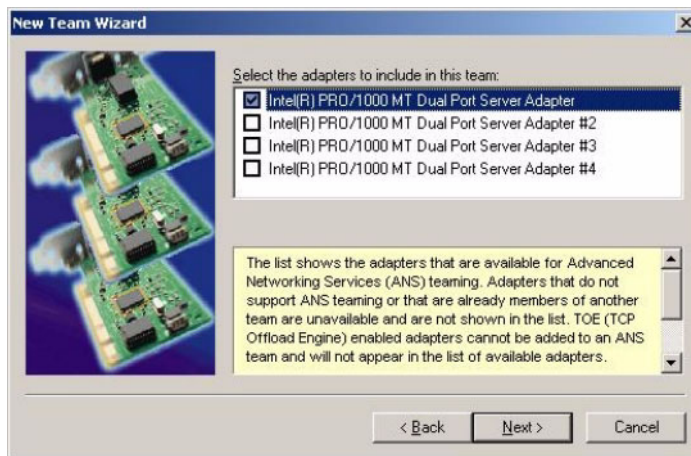 New Team Wizard
Select the adapters to include in this team:
Intel(R) PRO/1000 MT Dual Port Server Adapter
Intel(R) PRO/1000 MT Dual Port Server Adapter #2
Intel(R) PRO/1000 MT Dual Port Server Adapter #3
Intel(R) PRO/1000 MT Dual Port Server Adapter #4
The list shows the adapters that are available for Advanced
Networking Services (ANS) teaming. Adapters that do not
support ANS teaming or that are already members of another
team are unavailable and are not shown in the list. TOE (TCP
Offload Engine) enabled adapters cannot be added to an ANS
team and will not appear in the list of available adapters.
< Back
Next >
Cancel